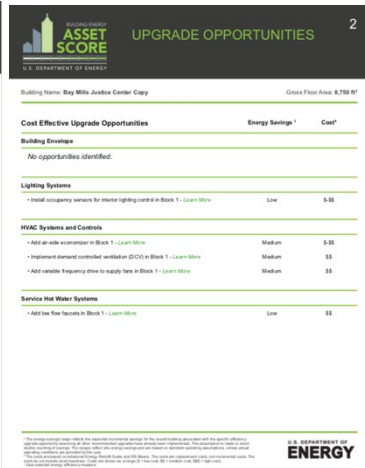 BUILDING ENERGY
ASSET
SCORE
U.S. DEPARTMENT OF ENERGY
UPGRADE OPPORTUNITIES
2
Building Name: Bay Mills Justice Center Copy
Gross Floor Area: 8,750 ft²
Cost Effective Upgrade Opportunities Energy Savings ¹ Cost²
Building Envelope
No opportunities identified.
Lighting Systems
• Install occupancy sensors for interior lighting control in Block 1 - Learn More Low $-$$
HVAC Systems and Controls
• Add air-side economizer in Block 1 - Learn More Medium $-$$
• Implement demand controlled ventilation (DCV) in Block 1 - Learn More Medium $$
• Add variable frequency drive to supply fans in Block 1 - Learn More Medium $$
Service Hot Water Systems
• Add low flow faucets in Block 1 - Learn More Low $$
U.S. DEPARTMENT OF
ENERGY